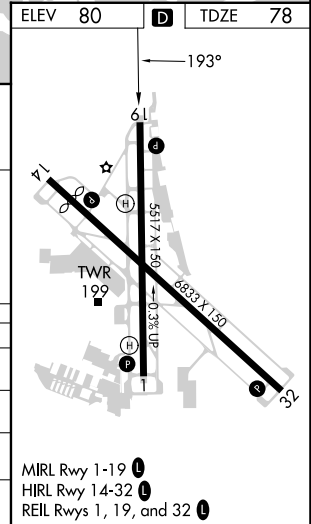 ELEV 80 D TDZE 78
193°
19
P
14
P
H
5517 X 150
TWR
199
0.3% UP
6833 X 150
H
P
1
P
32
MIRL Rwy 1-19 L
HIRL Rwy 14-32 L
REIL Rwys 1, 19, and 32 L